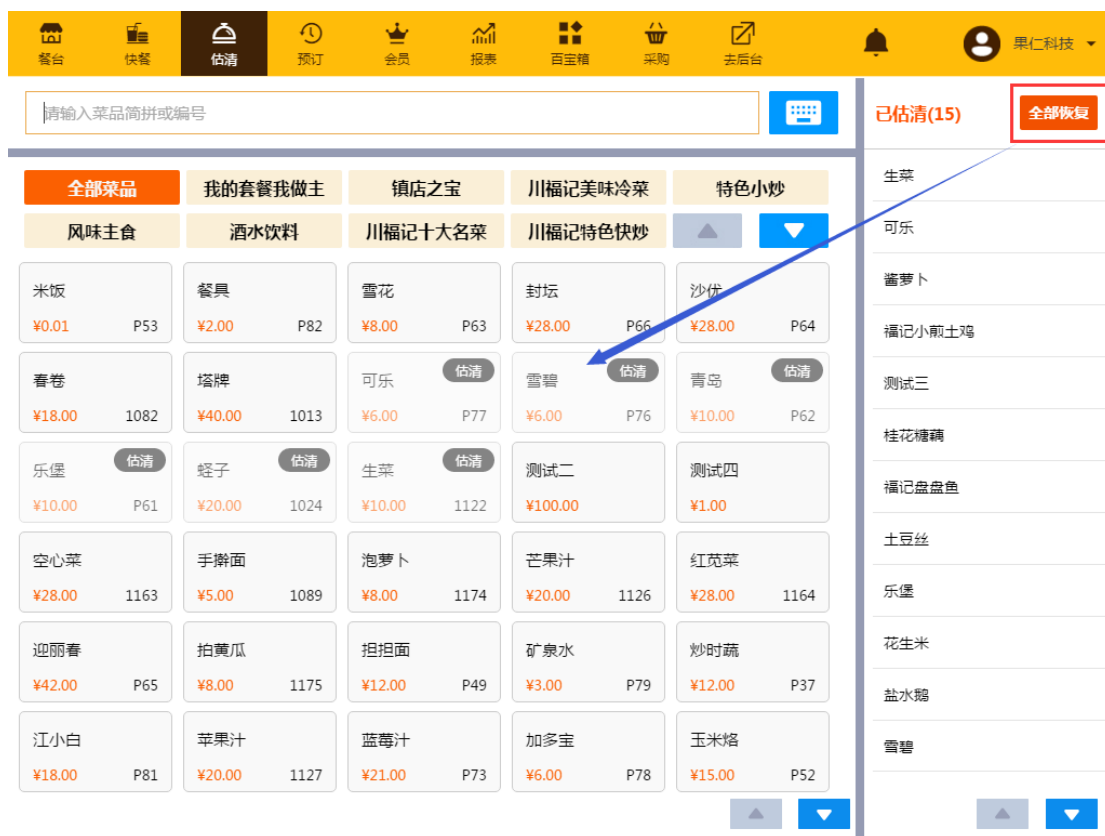 餐台 快餐 估清 预订 会员 报表 百宝箱 采购 去后台 果仁科技
请输入菜品简拼或编号
已估清(15) 全部恢复
全部菜品 我的套餐我做主 镇店之宝 川福记美味冷菜 特色小炒
风味主食 酒水饮料 川福记十大名菜 川福记特色快炒
米饭 餐具 雪花 封坛 沙优
¥0.01 P53 ¥2.00 P82 ¥8.00 P63 ¥28.00 P66 ¥28.00 P64
春卷 塔牌 可乐 估清 雪碧 估清 青岛 估清
¥18.00 1082 ¥40.00 1013 ¥6.00 P77 ¥6.00 P76 ¥10.00 P62
乐堡 估清 蛏子 估清 生菜 估清 测试二 测试四
¥10.00 P61 ¥20.00 1024 ¥10.00 1122 ¥100.00 ¥1.00
空心菜 手擀面 泡萝卜 芒果汁 红苋菜
¥28.00 1163 ¥5.00 1089 ¥8.00 1174 ¥20.00 1126 ¥28.00 1164
迎丽春 拍黄瓜 担担面 矿泉水 炒时蔬
¥42.00 P65 ¥8.00 1175 ¥12.00 P49 ¥3.00 P79 ¥12.00 P37
江小白 苹果汁 蓝莓汁 加多宝 玉米烙
¥18.00 P81 ¥20.00 1127 ¥21.00 P73 ¥6.00 P78 ¥15.00 P52
生菜
可乐
酱萝卜
福记小煎土鸡
测试三
桂花糖藕
福记盘盘鱼
土豆丝
乐堡
花生米
盐水鹅
雪碧